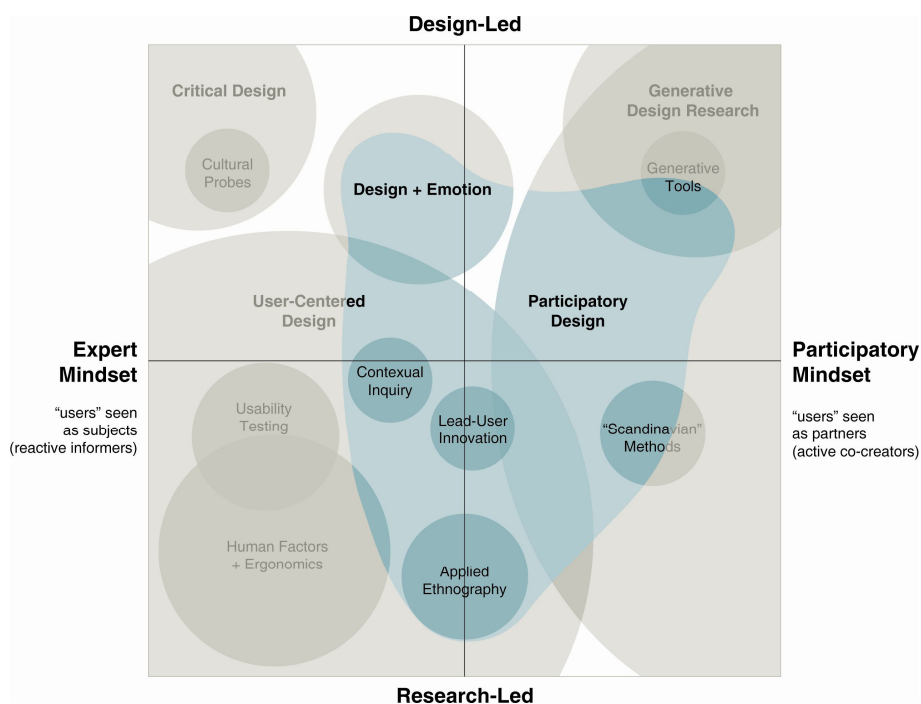 Design-Led
Critical Design
Cultural
Probes
Generative
Design Research
Generative
Tools
Design + Emotion
User-Centered
Design
Participatory
Design
Expert
Mindset
“users” seen
as subjects
(reactive informers)
Participatory
Mindset
“users” seen
as partners
(active co-creators)
Contexual
Inquiry
Usability
Testing
Lead-User
Innovation
“Scandinavian”
Methods
Human Factors
+ Ergonomics
Applied
Ethnography
Research-Led